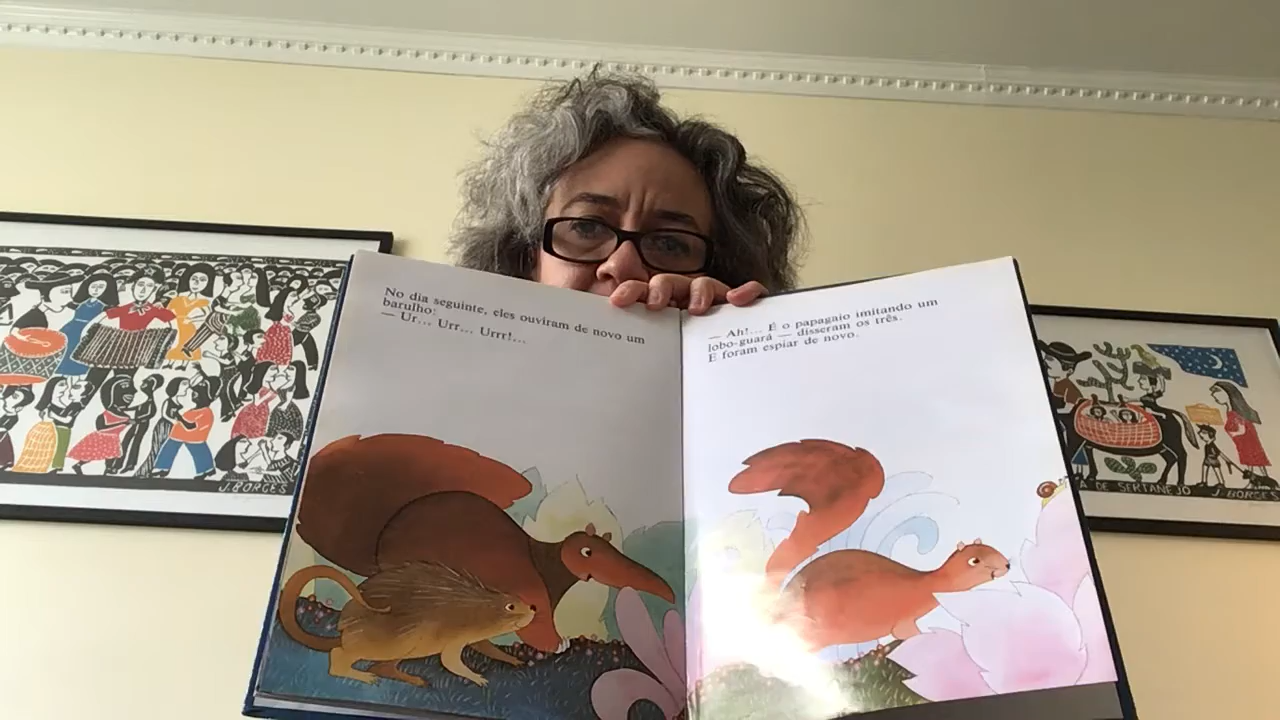 No dia seguinte, eles ouviram de novo um
barulho:
— Ur... Urr... Urrr!...
— Ah!... É o papagaio imitando um
lobo-guará — disseram os três.
E foram espiar de novo.
J. BORGES
A DE SERTANEJO J. BORGES